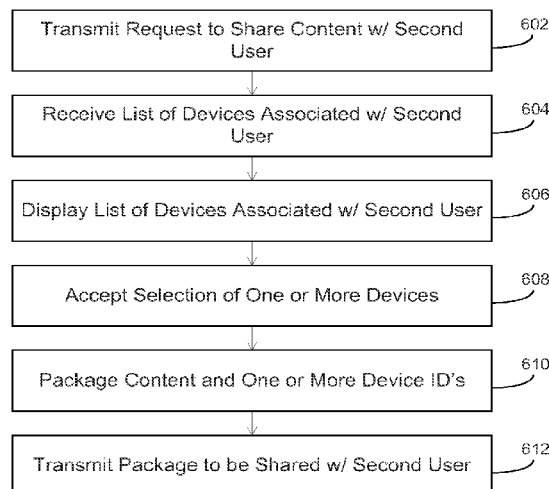 Transmit Request to Share Content w/ Second
User
602
Receive List of Devices Associated w/ Second
User
604
Display List of Devices Associated w/ Second User
606
Accept Selection of One or More Devices
608
Package Content and One or More Device ID's
610
Transmit Package to be Shared w/ Second User
612